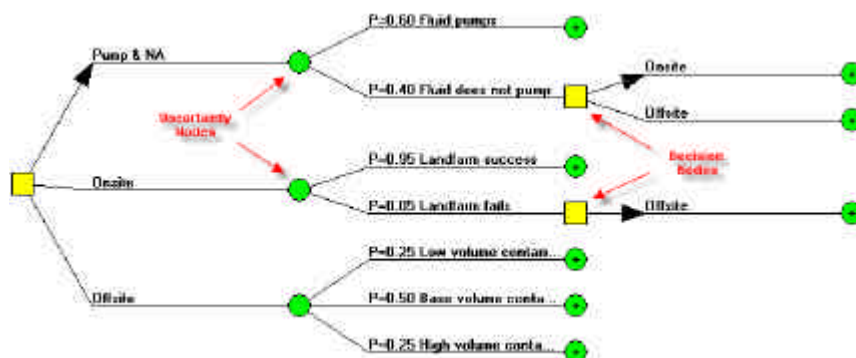 P=0.60 Fluid pumps
Pump & NA
Onsite
P=0.40 Fluid does not pump
Offsite
Uncertainty
Nodes
P=0.95 Landfarm success
Decision
Nodes
Onsite
P=0.05 Landfarm fails
Offsite
P=0.25 Low volume contam...
Offsite
P=0.50 Base volume conta...
P=0.25 High volume conta...